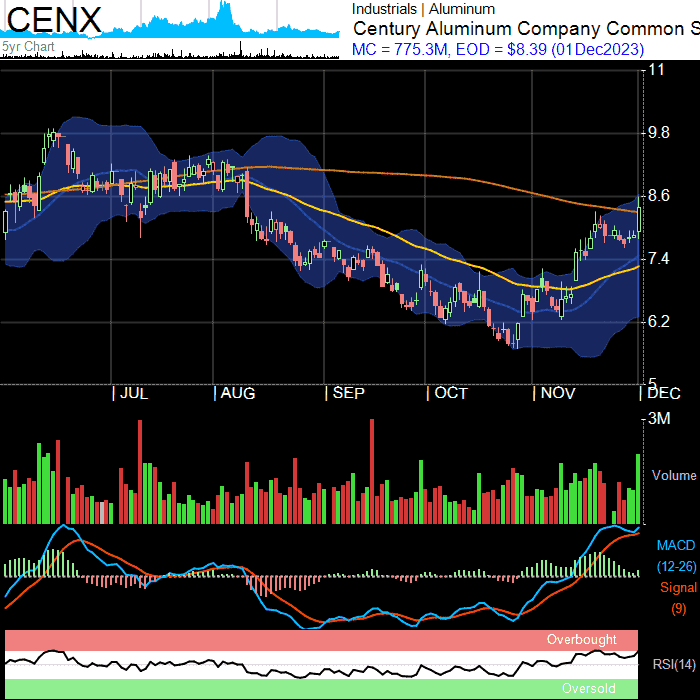 CENX
5yr Chart
Industrials | Aluminum
Century Aluminum Company Common S
MC = 775.3M, EOD = $8.39 (01Dec2023)
11
9.8
8.6
7.4
6.2
5
JUL AUG SEP OCT NOV DEC
3M
Volume
MACD
(12-26)
Signal
(9)
Overbought
RSI(14)
Oversold